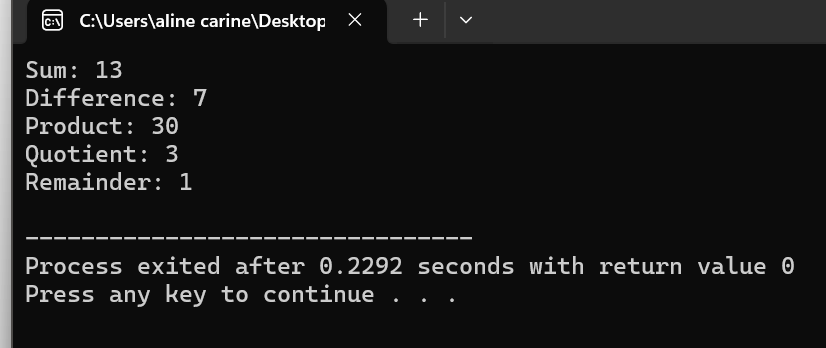 C:\Users\aline carine\Desktop
Sum: 13
Difference: 7
Product: 30
Quotient: 3
Remainder: 1
--------------------------------
Process exited after 0.2292 seconds with return value 0
Press any key to continue . . .